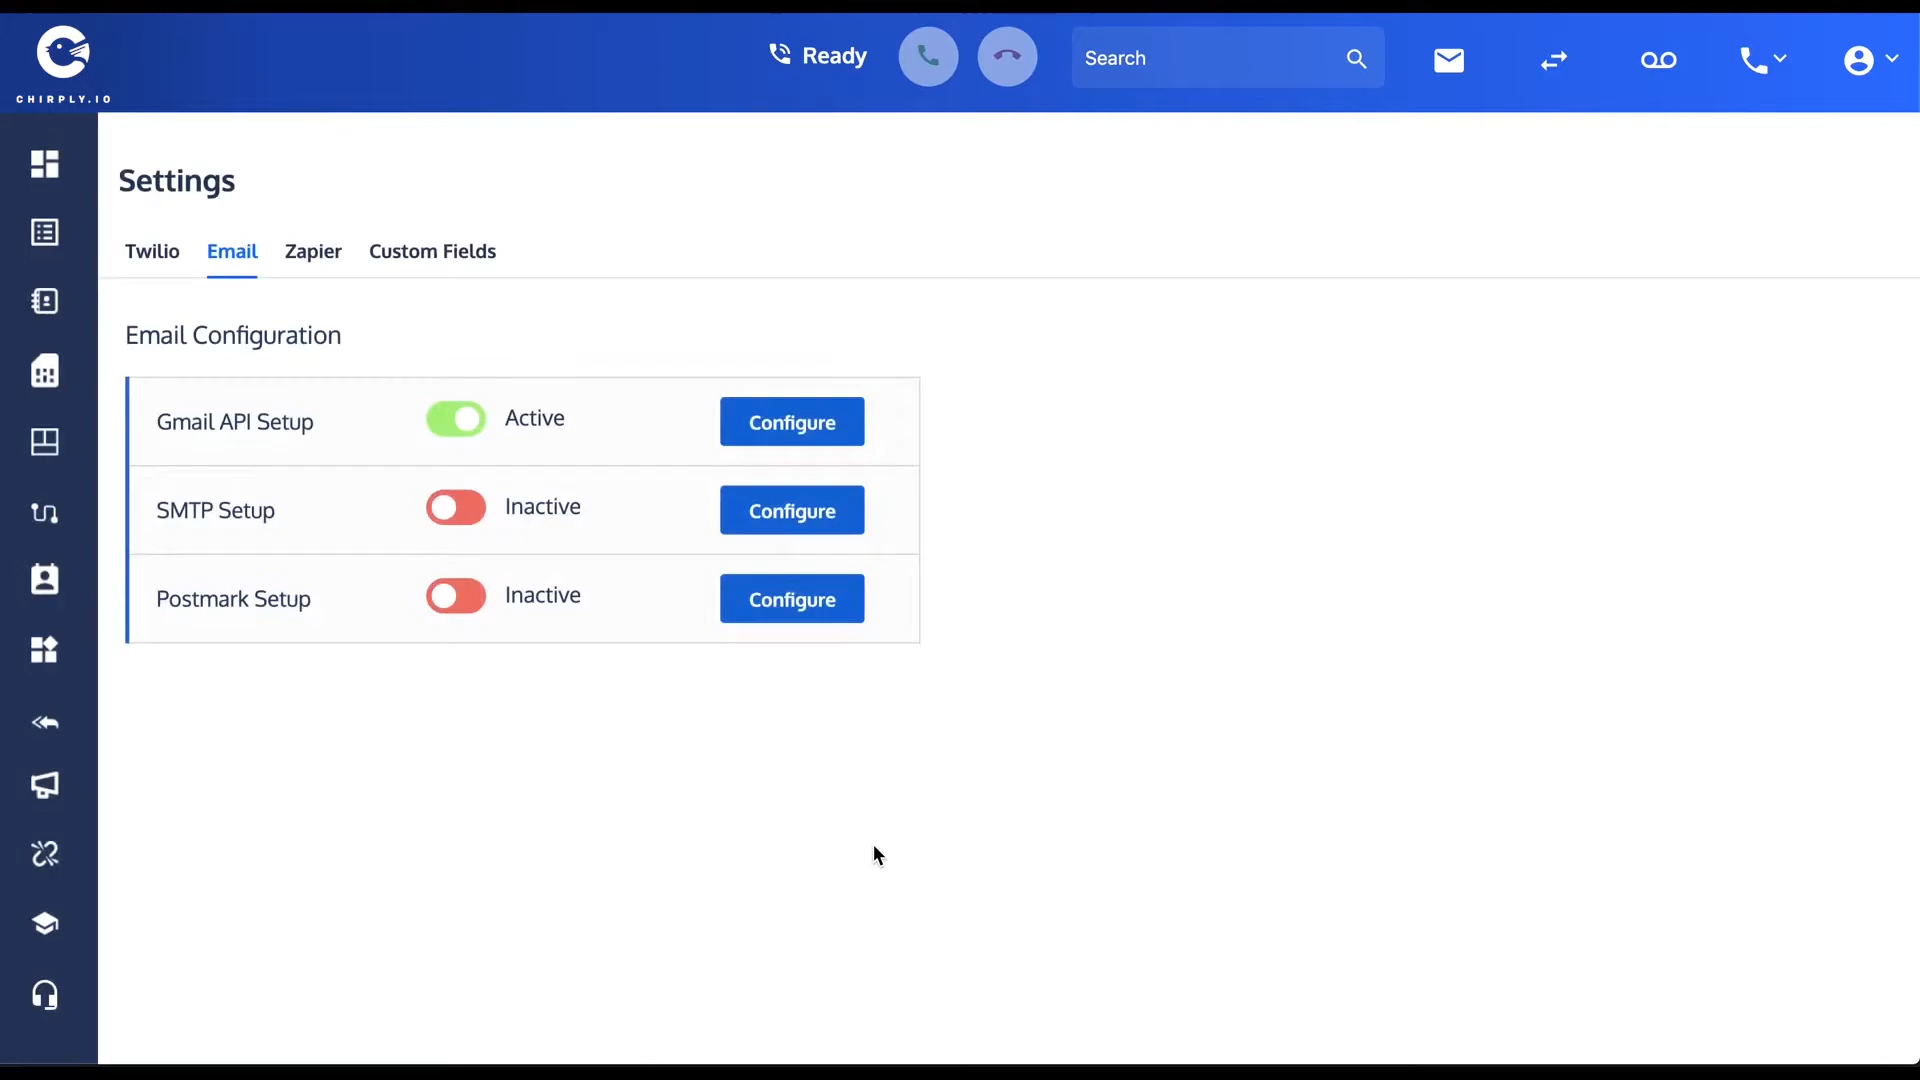 CHIRPLY.IO
Ready
Search
Settings
Twilio Email Zapier Custom Fields
Email Configuration
Gmail API Setup Active Configure
SMTP Setup Inactive Configure
Postmark Setup Inactive Configure